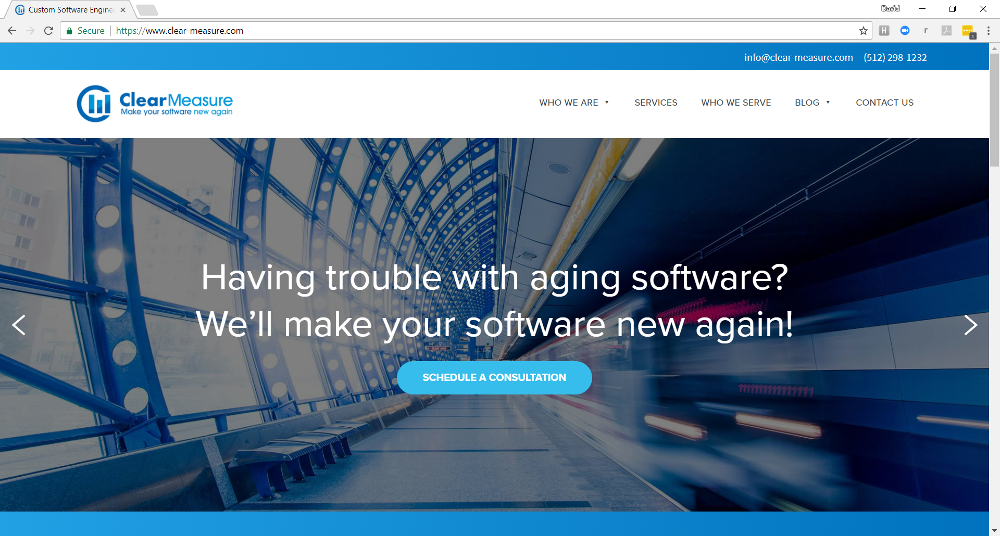 Custom Software Engine
David
Secure
https://www.clear-measure.com
H
r
1
info@clear-measure.com (512) 298-1232
ClearMeasure
Make your software new again
WHO WE ARE
SERVICES
WHO WE SERVE
BLOG
CONTACT US
Having trouble with aging software?
We’ll make your software new again!
SCHEDULE A CONSULTATION